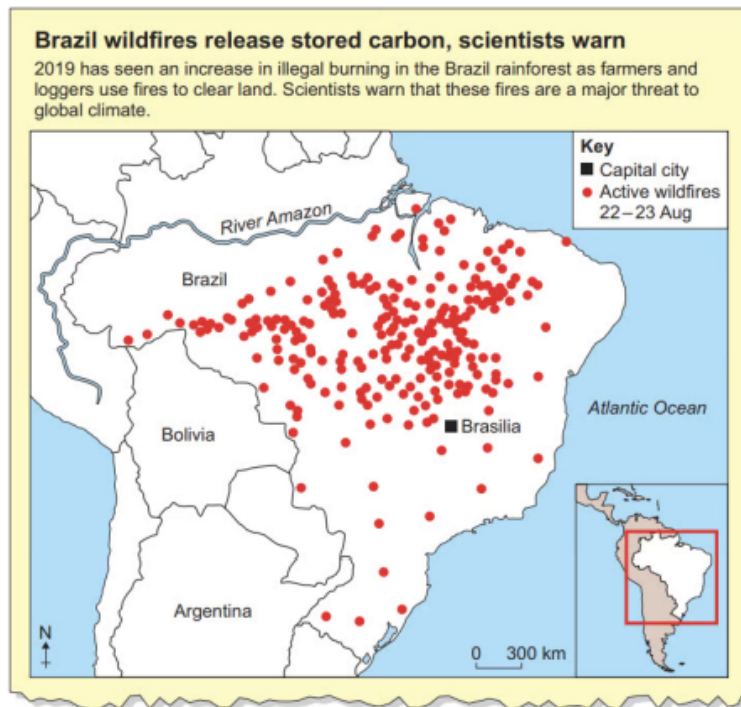 Brazil wildfires release stored carbon, scientists warn
2019 has seen an increase in illegal burning in the Brazil rainforest as farmers and
loggers use fires to clear land. Scientists warn that these fires are a major threat to
global climate.
Key
Capital city
Active wildfires
22–23 Aug
River Amazon
Brazil
Bolivia
Brasilia
Atlantic Ocean
Argentina
N
0 300 km